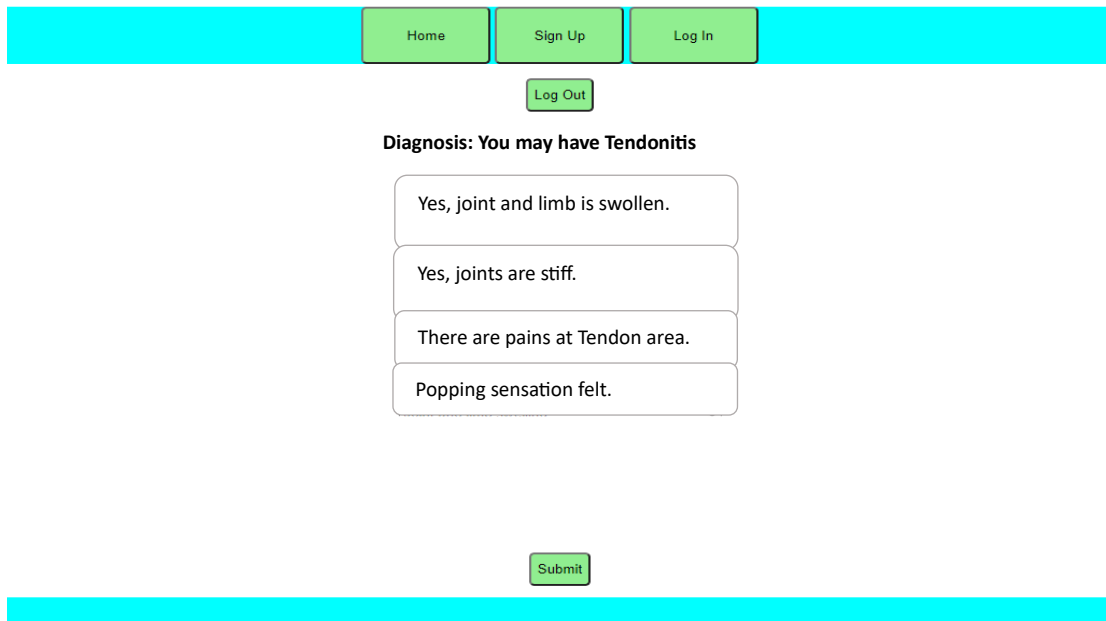 Home Sign Up Log In
Log Out
Diagnosis: You may have Tendonitis
Yes, joint and limb is swollen.
Yes, joints are stiff.
There are pains at Tendon area.
Popping sensation felt.
Submit